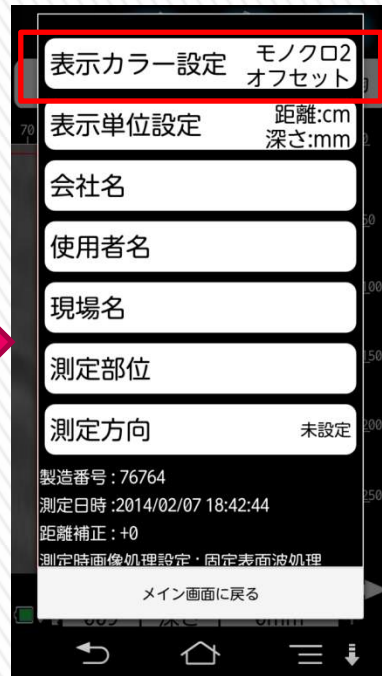 表示カラー設定 モノクロ2
オフセット
表示単位設定 距離:cm
深さ:mm
会社名
使用者名
現場名
測定部位
測定方向 未設定
製造番号 : 76764
測定日時 :2014/02/07 18:42:44
距離補正 : +0
測定時画像処理設定 : 固定表面波処理
メイン画面に戻る